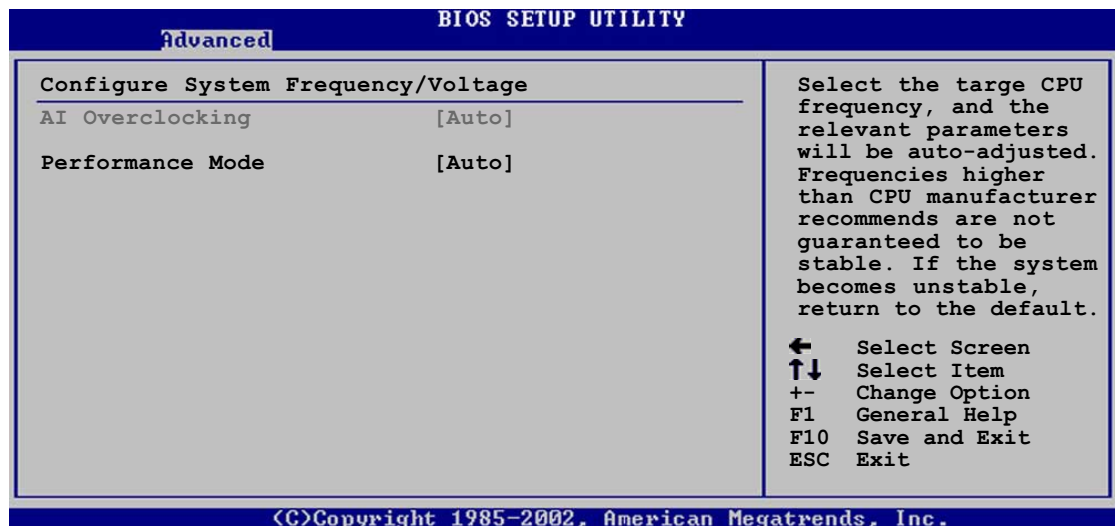 BIOS SETUP UTILITY
Advanced
Configure System Frequency/Voltage
AI Overclocking [Auto]
Performance Mode [Auto]
Select the targe CPU
frequency, and the
relevant parameters
will be auto-adjusted.
Frequencies higher
than CPU manufacturer
recommends are not
guaranteed to be
stable. If the system
becomes unstable,
return to the default.
← Select Screen
↑↓ Select Item
+- Change Option
F1 General Help
F10 Save and Exit
ESC Exit
(C)Copyright 1985-2002, American Megatrends, Inc.